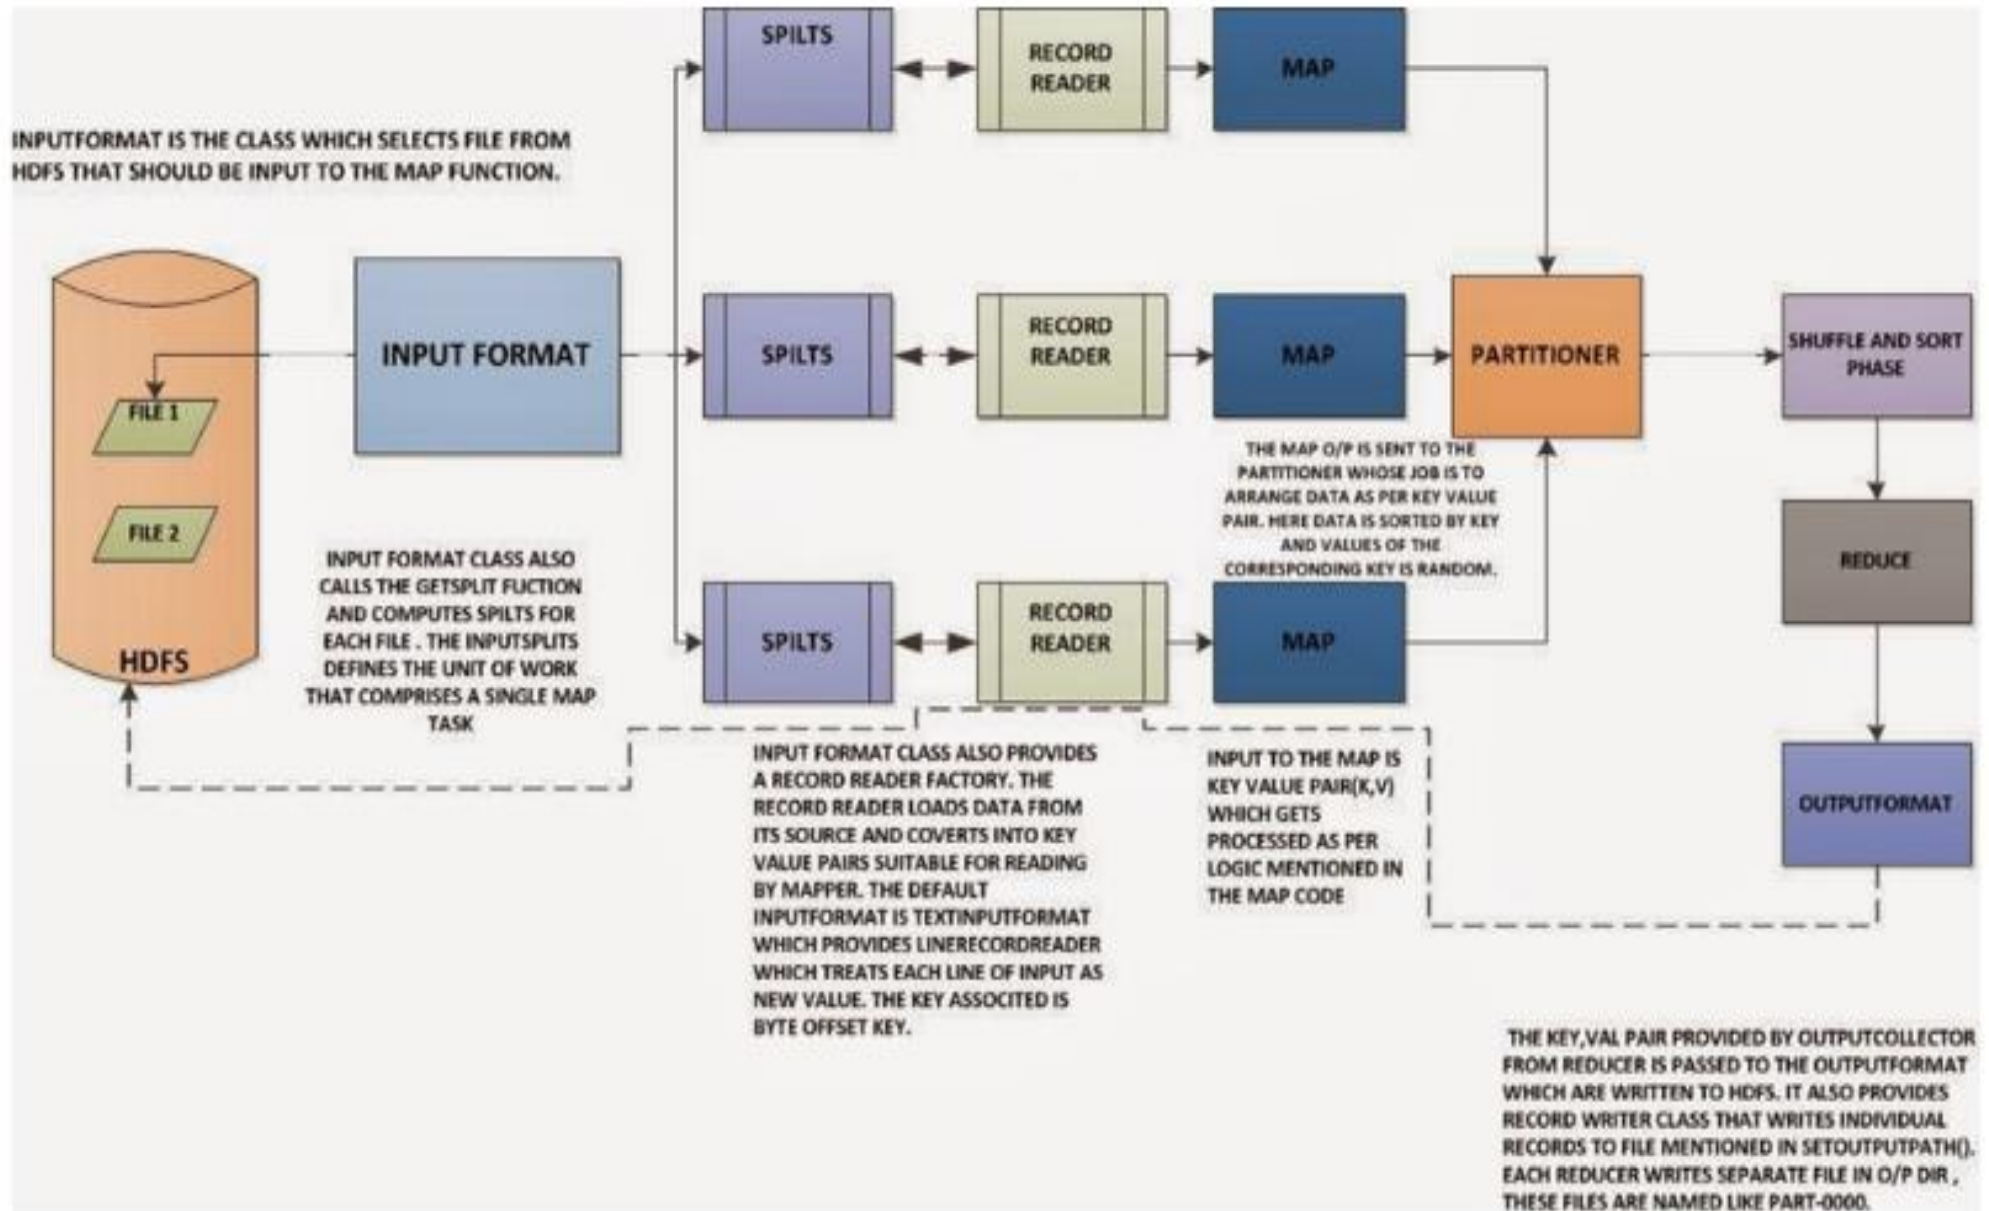 SPILTS
RECORD
READER
MAP
INPUTFORMAT IS THE CLASS WHICH SELECTS FILE FROM
HDFS THAT SHOULD BE INPUT TO THE MAP FUNCTION.
INPUT FORMAT
FILE 1
FILE 2
HDFS
SPILTS
RECORD
READER
MAP
PARTITIONER
SHUFFLE AND SORT
PHASE
THE MAP O/P IS SENT TO THE
PARTITIONER WHOSE JOB IS TO
ARRANGE DATA AS PER KEY VALUE
PAIR. HERE DATA IS SORTED BY KEY
AND VALUES OF THE
CORRESPONDING KEY IS RANDOM.
REDUCE
INPUT FORMAT CLASS ALSO
CALLS THE GETSPLIT FUCTION
AND COMPUTES SPILTS FOR
EACH FILE . THE INPUTSPLITS
DEFINES THE UNIT OF WORK
THAT COMPRISES A SINGLE MAP
TASK
SPILTS
RECORD
READER
MAP
INPUT FORMAT CLASS ALSO PROVIDES
A RECORD READER FACTORY. THE
RECORD READER LOADS DATA FROM
ITS SOURCE AND COVERTS INTO KEY
VALUE PAIRS SUITABLE FOR READING
BY MAPPER. THE DEFAULT
INPUTFORMAT IS TEXTINPUTFORMAT
WHICH PROVIDES LINERECORDREADER
WHICH TREATS EACH LINE OF INPUT AS
NEW VALUE. THE KEY ASSOCITED IS
BYTE OFFSET KEY.
INPUT TO THE MAP IS
KEY VALUE PAIR(K,V)
WHICH GETS
PROCESSED AS PER
LOGIC MENTIONED IN
THE MAP CODE
OUTPUTFORMAT
THE KEY,VAL PAIR PROVIDED BY OUTPUTCOLLECTOR
FROM REDUCER IS PASSED TO THE OUTPUTFORMAT
WHICH ARE WRITTEN TO HDFS. IT ALSO PROVIDES
RECORD WRITER CLASS THAT WRITES INDIVIDUAL
RECORDS TO FILE MENTIONED IN SETOUTPUTPATH().
EACH REDUCER WRITES SEPARATE FILE IN O/P DIR ,
THESE FILES ARE NAMED LIKE PART-0000.